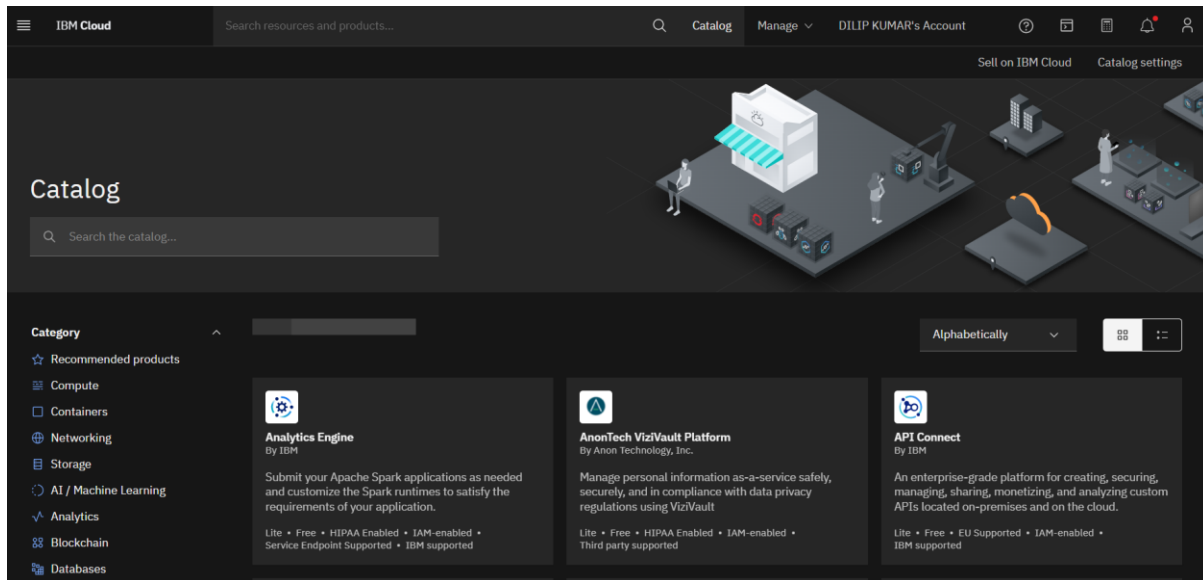 IBM Cloud
Search resources and products...
Catalog
Manage
DILIP KUMAR's Account
Sell on IBM Cloud
Catalog settings
Catalog
Search the catalog...
Category
Recommended products
Compute
Containers
Networking
Storage
AI / Machine Learning
Analytics
Blockchain
Databases
Alphabetically
Analytics Engine
By IBM
Submit your Apache Spark applications as needed
and customize the Spark runtimes to satisfy the
requirements of your application.
Lite • Free • HIPAA Enabled • IAM-enabled •
Service Endpoint Supported • IBM supported
AnonTech ViziVault Platform
By Anon Technology, Inc.
Manage personal information as-a-service safely,
securely, and in compliance with data privacy
regulations using ViziVault
Lite • Free • HIPAA Enabled • IAM-enabled •
Third party supported
API Connect
By IBM
An enterprise-grade platform for creating, securing,
managing, sharing, monetizing, and analyzing custom
APIs located on-premises and on the cloud.
Lite • Free • EU Supported • IAM-enabled •
IBM supported